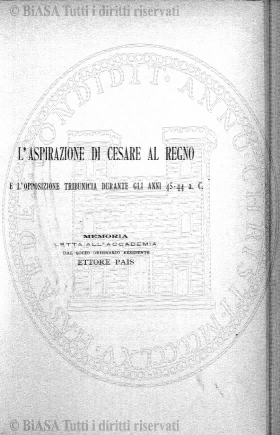 © BiASA Tutti i diritti riservati
L'ASPIRAZIONE DI CESARE AL REGNO
E L'OPPOSIZIONE TRIBUNICIA DURANTE GLI ANNI 45-44 a. C.
MEMORIA
LETTA ALL'ACCADEMIA
DAL SOCIO ORDINARIO RESIDENTE
ETTORE PAIS
© BiASA Tutti i diritti riservati